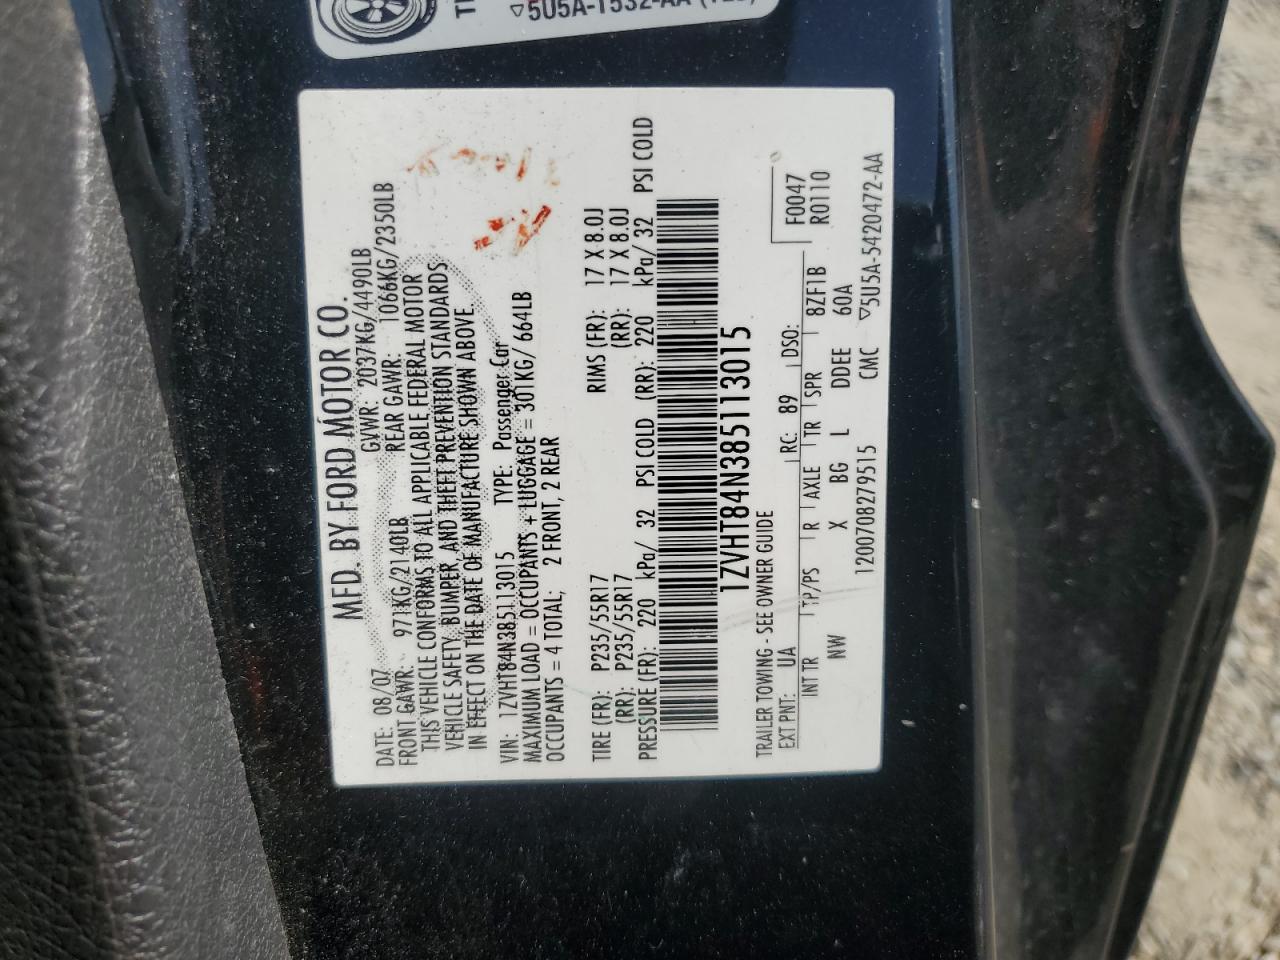 5U5A-1532-AA
MFD. BY FORD MOTOR CO.
DATE: 08/07 GVWR: 2037KG/4490LB
FRONT GAWR: 971KG/2140LB REAR GAWR: 1066KG/2350LB
THIS VEHICLE CONFORMS TO ALL APPLICABLE FEDERAL MOTOR
VEHICLE SAFETY, BUMPER, AND THEFT PREVENTION STANDARDS
IN EFFECT ON THE DATE OF MANUFACTURE SHOWN ABOVE.
VIN: 1ZVHT84N385113015 TYPE: Passenger Car
MAXIMUM LOAD = OCCUPANTS + LUGGAGE = 301KG/ 664LB
OCCUPANTS = 4 TOTAL; 2 FRONT, 2 REAR
TIRE (FR): P235/55R17 RIMS (FR): 17 X 8.0J
(RR): P235/55R17 (RR): 17 X 8.0J
PRESSURE (FR): 220 kPa/ 32 PSI COLD (RR): 220 kPa/ 32 PSI COLD
1ZVHT84N385113015
TRAILER TOWING - SEE OWNER GUIDE F0047
EXT PNT: UA RC: 89 DSO: R0110
INT TR TP/PS R AXLE TR SPR 8ZF1B
NW X BG L DDEE 60A
1200708279515 CMC ▽5U5A-5420472-AA